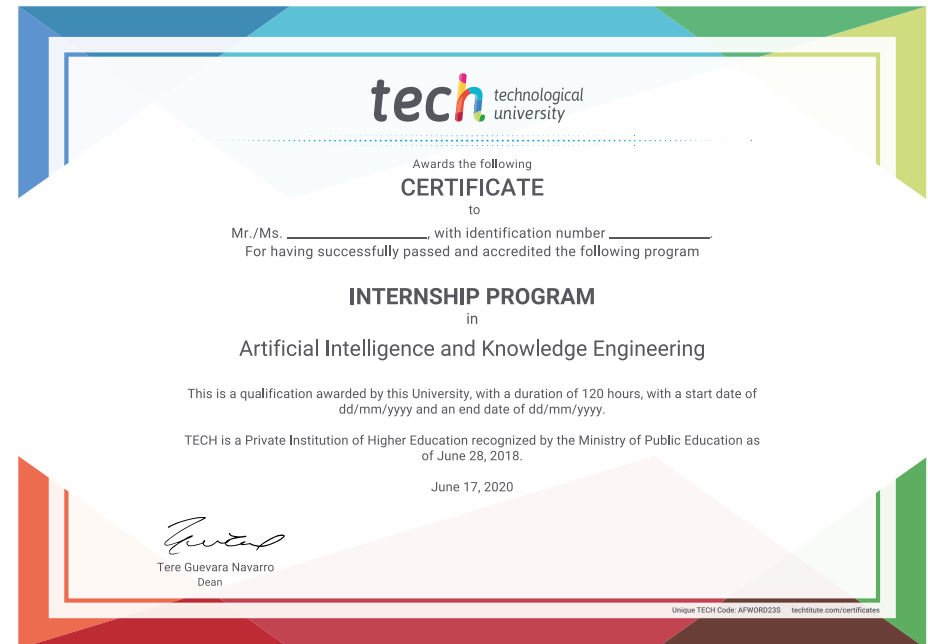 tech technological
university
Awards the following
CERTIFICATE
to
Mr./Ms. ____________________, with identification number ______________.
For having successfully passed and accredited the following program
INTERNSHIP PROGRAM
in
Artificial Intelligence and Knowledge Engineering
This is a qualification awarded by this University, with a duration of 120 hours, with a start date of
dd/mm/yyyy and an end date of dd/mm/yyyy.
TECH is a Private Institution of Higher Education recognized by the Ministry of Public Education as
of June 28, 2018.
June 17, 2020
Tere Guevara Navarro
Dean
Unique TECH Code: AFWORD23S techtitute.com/certificates